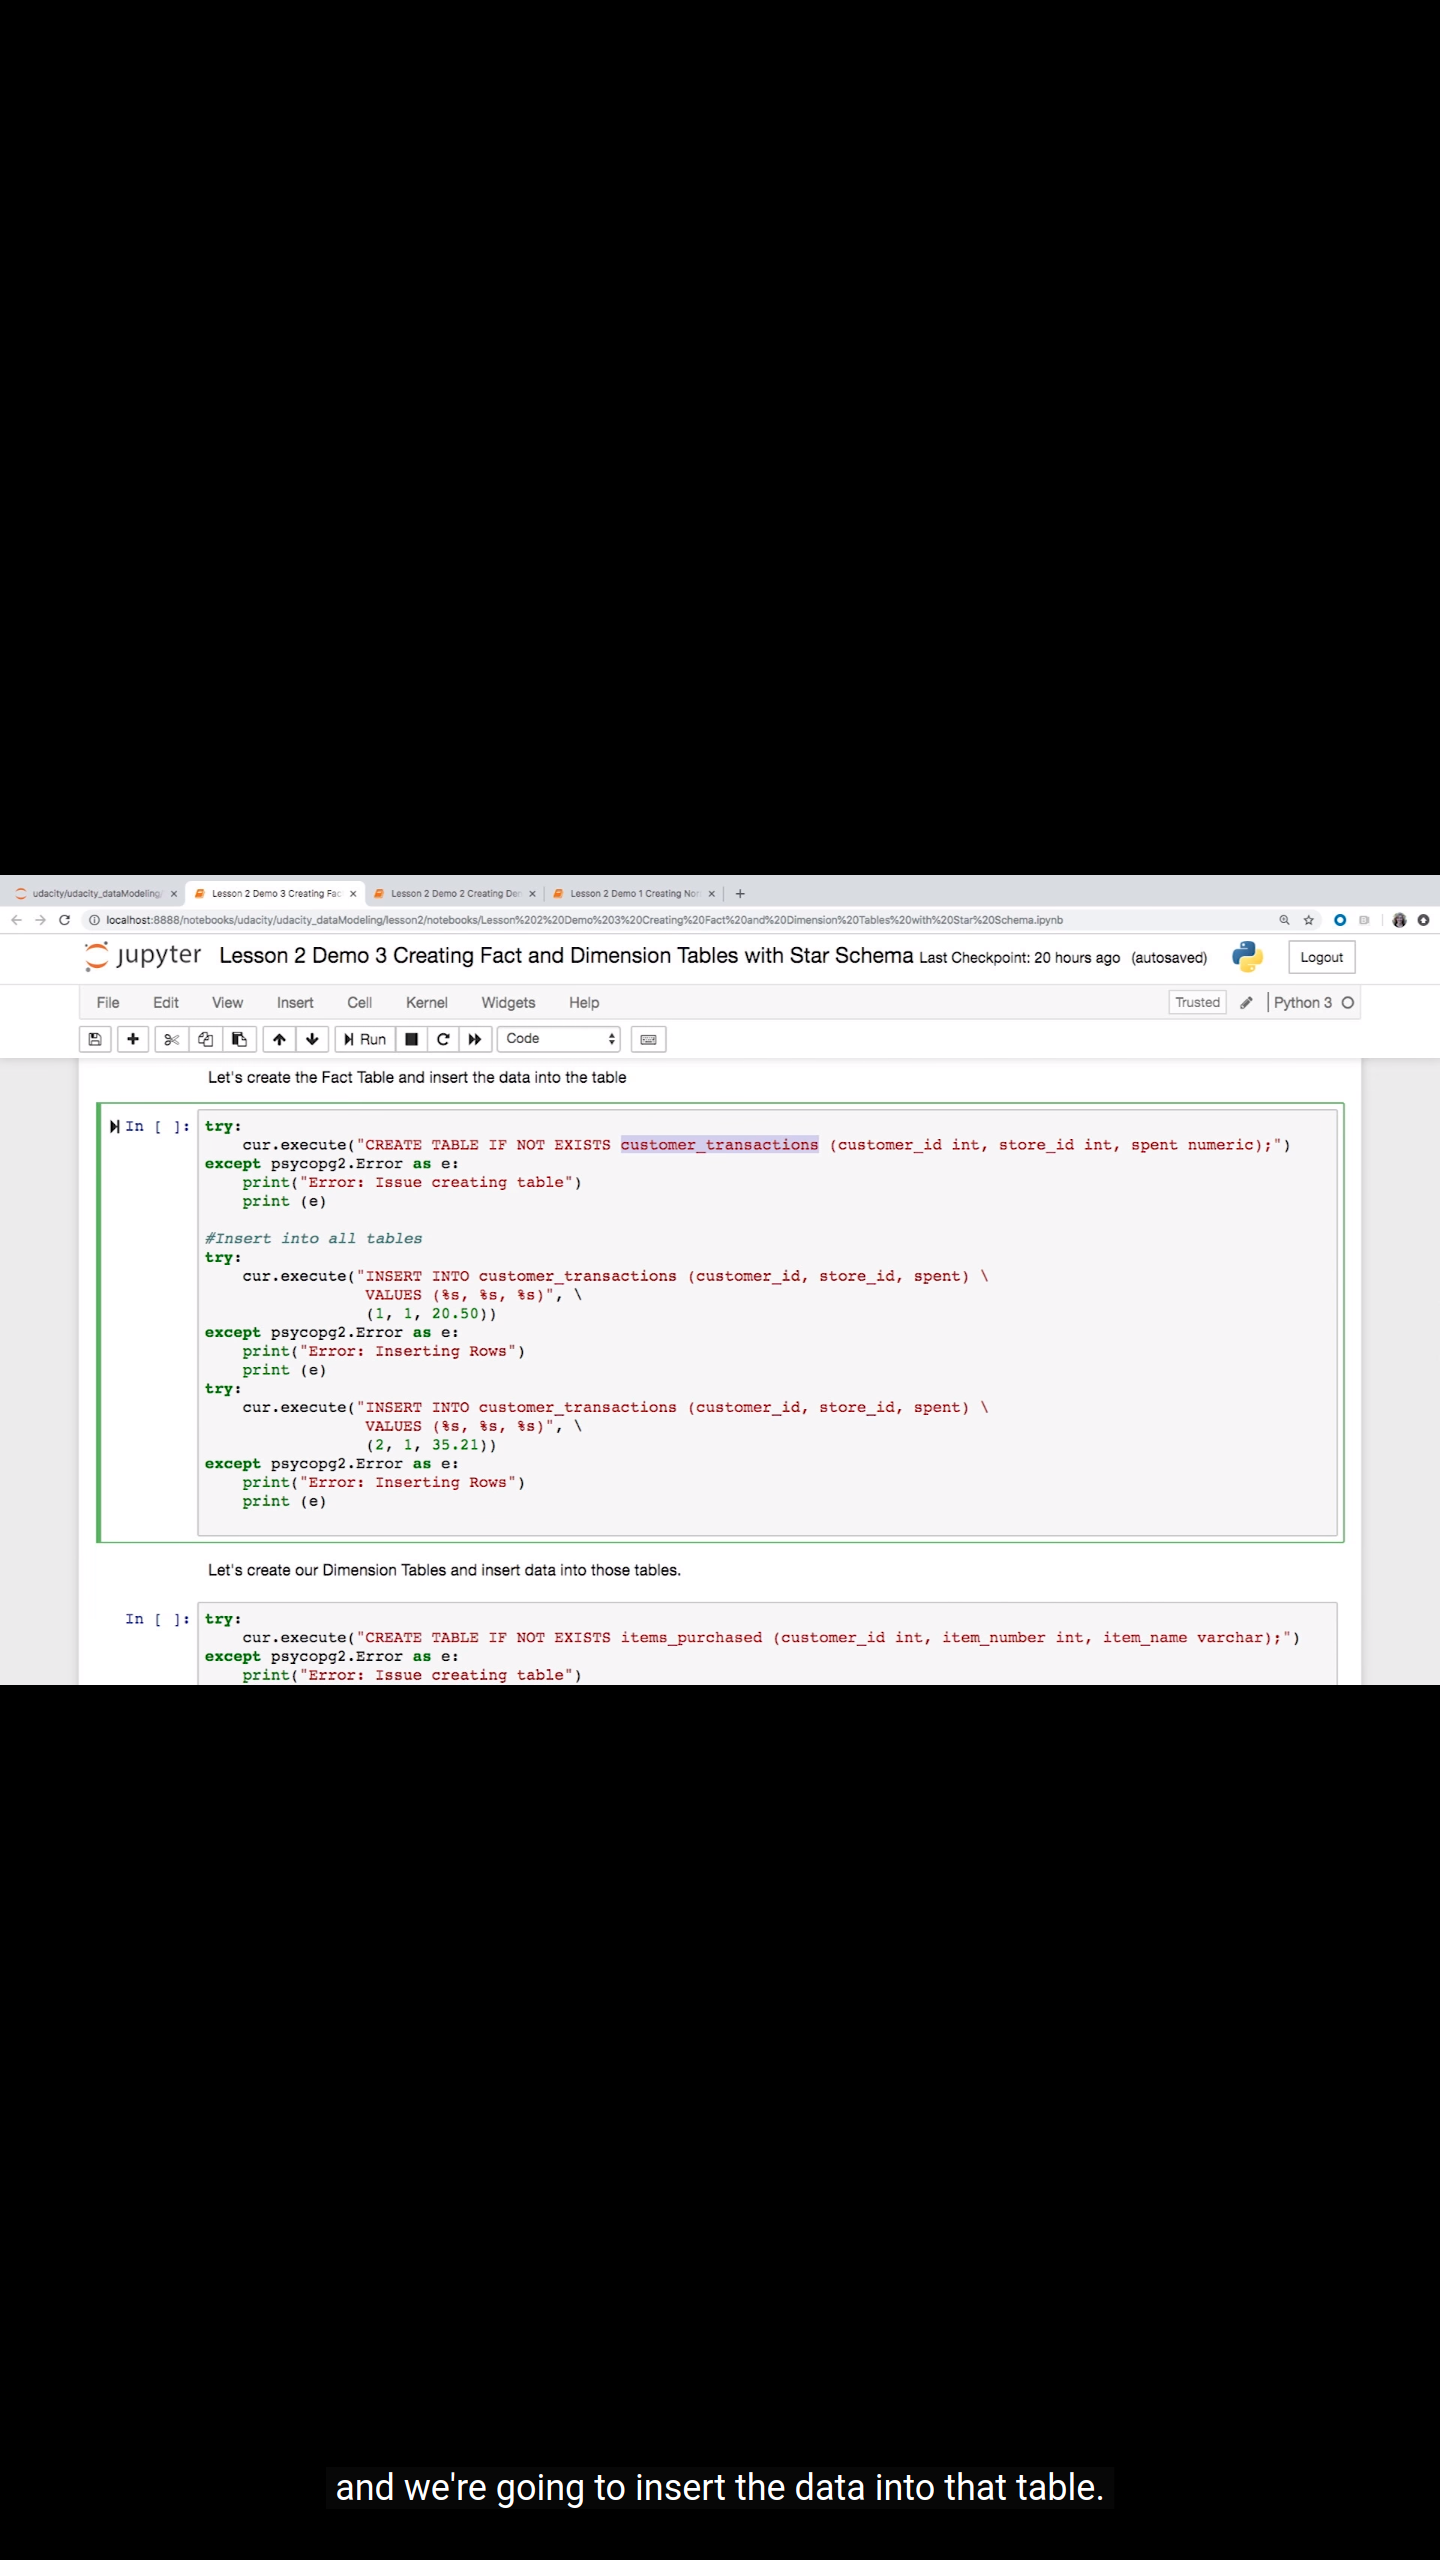 udacity/udacity_dataModeling/
Lesson 2 Demo 3 Creating Fac
Lesson 2 Demo 2 Creating De
Lesson 2 Demo 1 Creating No
localhost:8888/notebooks/udacity/udacity_dataModeling/lesson2/notebooks/Lesson%202%20Demo%203%20Creating%20Fact%20and%20Dimension%20Tables%20with%20Star%20Schema.ipynb
jupyter Lesson 2 Demo 3 Creating Fact and Dimension Tables with Star Schema Last Checkpoint: 20 hours ago (autosaved) Logout
File Edit View Insert Cell Kernel Widgets Help Trusted Python 3
Run Code
Let's create the Fact Table and insert the data into the table
In [ ]: try:
cur.execute("CREATE TABLE IF NOT EXISTS customer_transactions (customer_id int, store_id int, spent numeric);")
except psycopg2.Error as e:
print("Error: Issue creating table")
print (e)
#Insert into all tables
try:
cur.execute("INSERT INTO customer_transactions (customer_id, store_id, spent) \
VALUES (%s, %s, %s)", \
(1, 1, 20.50))
except psycopg2.Error as e:
print("Error: Inserting Rows")
print (e)
try:
cur.execute("INSERT INTO customer_transactions (customer_id, store_id, spent) \
VALUES (%s, %s, %s)", \
(2, 1, 35.21))
except psycopg2.Error as e:
print("Error: Inserting Rows")
print (e)
Let's create our Dimension Tables and insert data into those tables.
In [ ]: try:
cur.execute("CREATE TABLE IF NOT EXISTS items_purchased (customer_id int, item_number int, item_name varchar);")
except psycopg2.Error as e:
print("Error: Issue creating table")
and we're going to insert the data into that table.